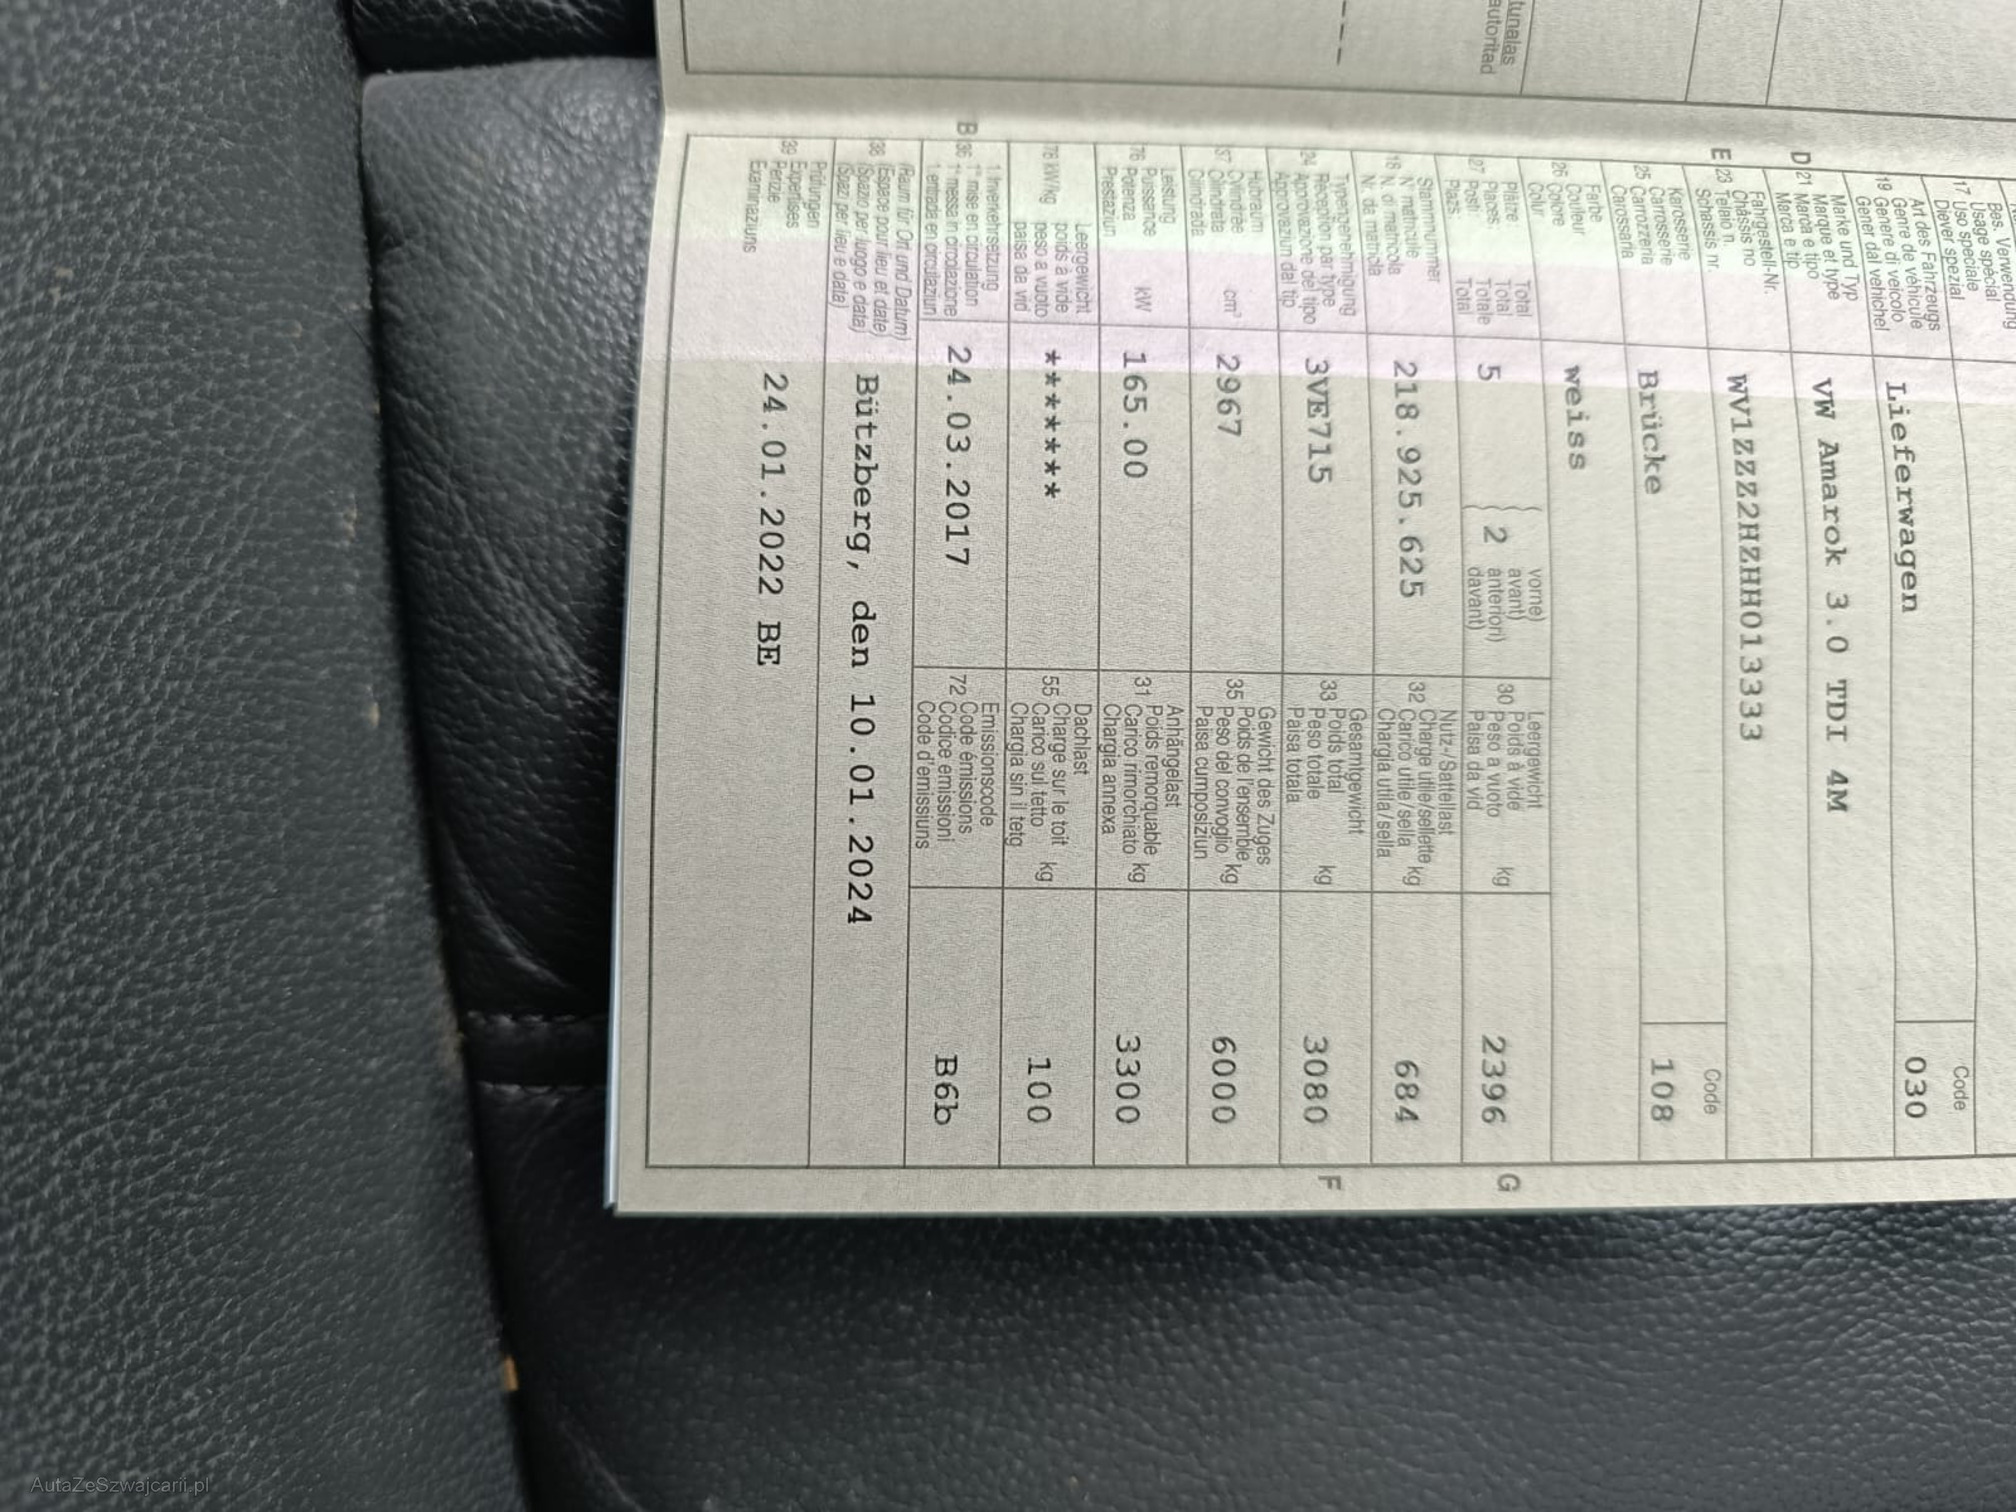 tunalas
autoritad
Bes. Verwendung
Usage spécial
17 Uso speciale
Diever spezial
Art des Fahrzeugs
Genre de véhicule
19 Genere di veicolo
Gener dal vehichel
Lieferwagen
Code
030
Marke und Typ
D 21 Marque et type
Marca e tipo
Marca e tip
VW Amarok 3.0 TDI 4M
Fahrgestell-Nr.
Châssis no
E 23 Telaio n.
Schassis nr.
WV1ZZZ2HZHH013333
Karosserie
25 Carrosserie
Carrozzeria
Carossaria
Brücke
Code
108
Farbe
26 Couleur
Colore
Colur
weiss
Plätze: Total
27 Places: Total
Posti: Totale
Plazs: Total
5
(vorne)
(avant)
2 (anteriori)
(davant)
Leergewicht
30 Poids à vide
Peso a vuoto kg
Paisa da vid
2396 G
Stammnummer
18 N° matricule
N. di matricola
Nr. da matricla
218.925.625
Nutz-/Sattellast
32 Charge utile/sellette
Carico utile/sella kg
Chargia utila/sella
684
Typengenehmigung
24 Réception par type
Approvazione del tipo
Approvaziun dal tip
3VE715
Gesamtgewicht
33 Poids total
Peso totale kg
Paisa totala
3080 F
Hubraum
37 Cylindrée
Cilindrata cm³
Cilindrada
2967
Gewicht des Zuges
35 Poids de l'ensemble
Peso del convoglio kg
Paisa cumposiziun
6000
Leistung
76 Puissance
Potenza kW
Prestaziun
165.00
Anhängelast
31 Poids remorquable
Carico rimorchiato kg
Chargia annexa
3300
Leergewicht
78 kW/kg poids à vide
peso a vuoto
paisa da vid
*******
Dachlast
55 Charge sur le toit
Carico sul tetto kg
Chargia sin il tetg
100
1. Inverkehrsetzung
B 36 1re mise en circulation
1a messa in circolazione
1. entrada en circulaziun
24.03.2017
Emissionscode
72 Code émissions
Codice emissioni
Code d'emissiuns
B6b
(Raum für Ort und Datum)
38 (Espace pour lieu et date)
(Spazio per luogo e data)
(Spazi per lieu e data)
Bützberg, den 10.01.2024
Prüfungen
39 Expertises
Perizie
Examinaziuns
24.01.2022 BE
AutaZeSzwajcarii.pl